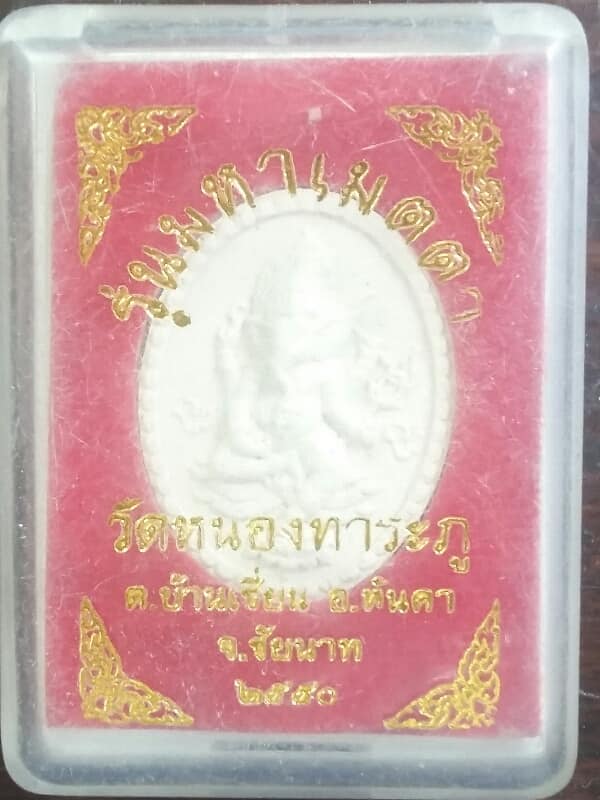 รุ่นมหาเมตตา
วัดหนองทาระภู
ต.บ้านเชี่ยน อ.หันคา
จ.ชัยนาท
๒๕๕๐